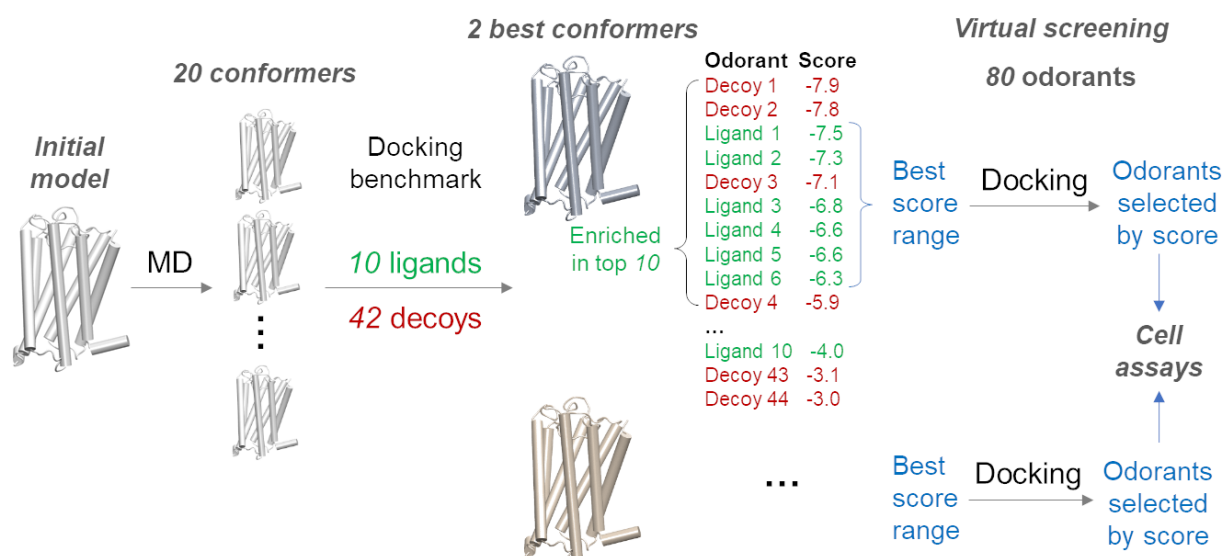 Initial
model
MD
20 conformers
Docking
benchmark
10 ligands
42 decoys
2 best conformers
Enriched
in top 10
Odorant Score
Decoy 1 -7.9
Decoy 2 -7.8
Ligand 1 -7.5
Ligand 2 -7.3
Decoy 3 -7.1
Ligand 3 -6.8
Ligand 4 -6.6
Ligand 5 -6.6
Ligand 6 -6.3
Decoy 4 -5.9
...
Ligand 10 -4.0
Decoy 43 -3.1
Decoy 44 -3.0
...
Virtual screening
80 odorants
Best
score
range
Docking
Odorants
selected
by score
Cell
assays
Best
score
range
Docking
Odorants
selected
by score